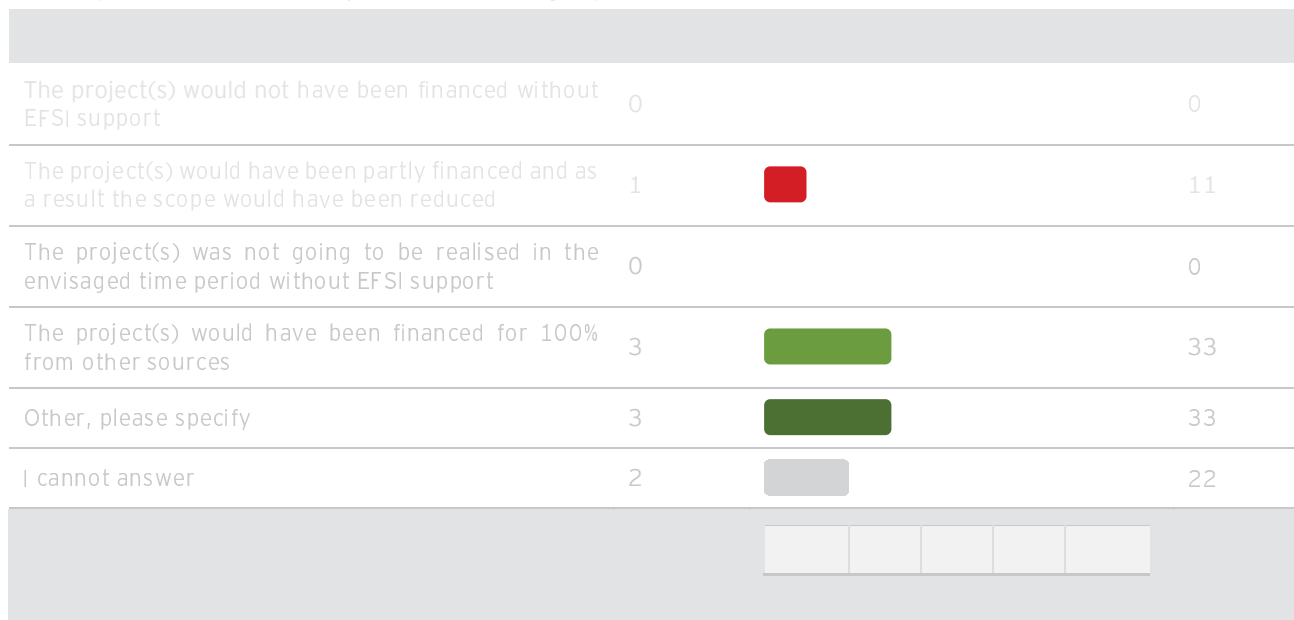 The project(s) would not have been financed without
EFSI support
0
0
The project(s) would have been partly financed and as
a result the scope would have been reduced
1
11
The project(s) was not going to be realised in the
envisaged time period without EFSI support
0
0
The project(s) would have been financed for 100%
from other sources
3
33
Other, please specify
3
33
I cannot answer
2
22